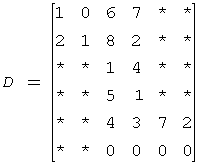 1 0 6 7 * *
2 1 8 2 * *
* * 1 4 * *
D = * * 5 1 * *
* * 4 3 7 2
* * 0 0 0 0